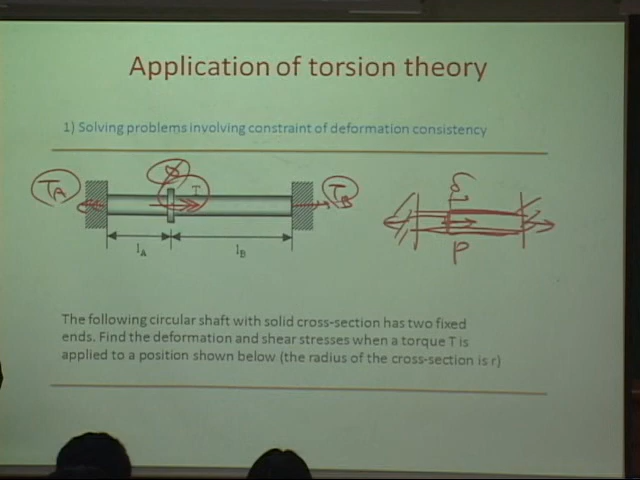 Application of torsion theory
1) Solving problems involving constraint of deformation consistency
TA
T
TB
lA
lB
P
The following circular shaft with solid cross-section has two fixed
ends. Find the deformation and shear stresses when a torque T is
applied to a position shown below (the radius of the cross-section is r)